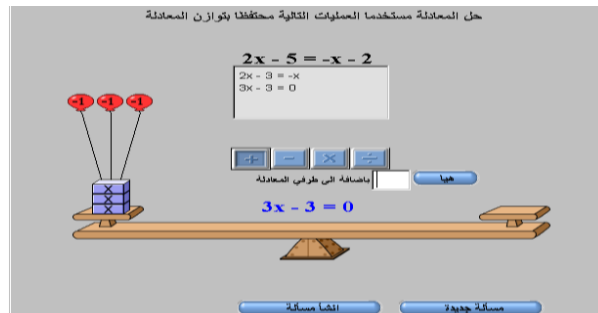 حل المعادلة مستخدما العمليات التالية محتفظا بتوازن المعادلة
2x - 5 = -x - 2
2x - 3 = -x
3x - 3 = 0
-1 -1 -1
+ - × ÷
باضافة الى طرفي المعادلة هيا
X
X
X
3x - 3 = 0
انشأ مسألة مسألة جديدة